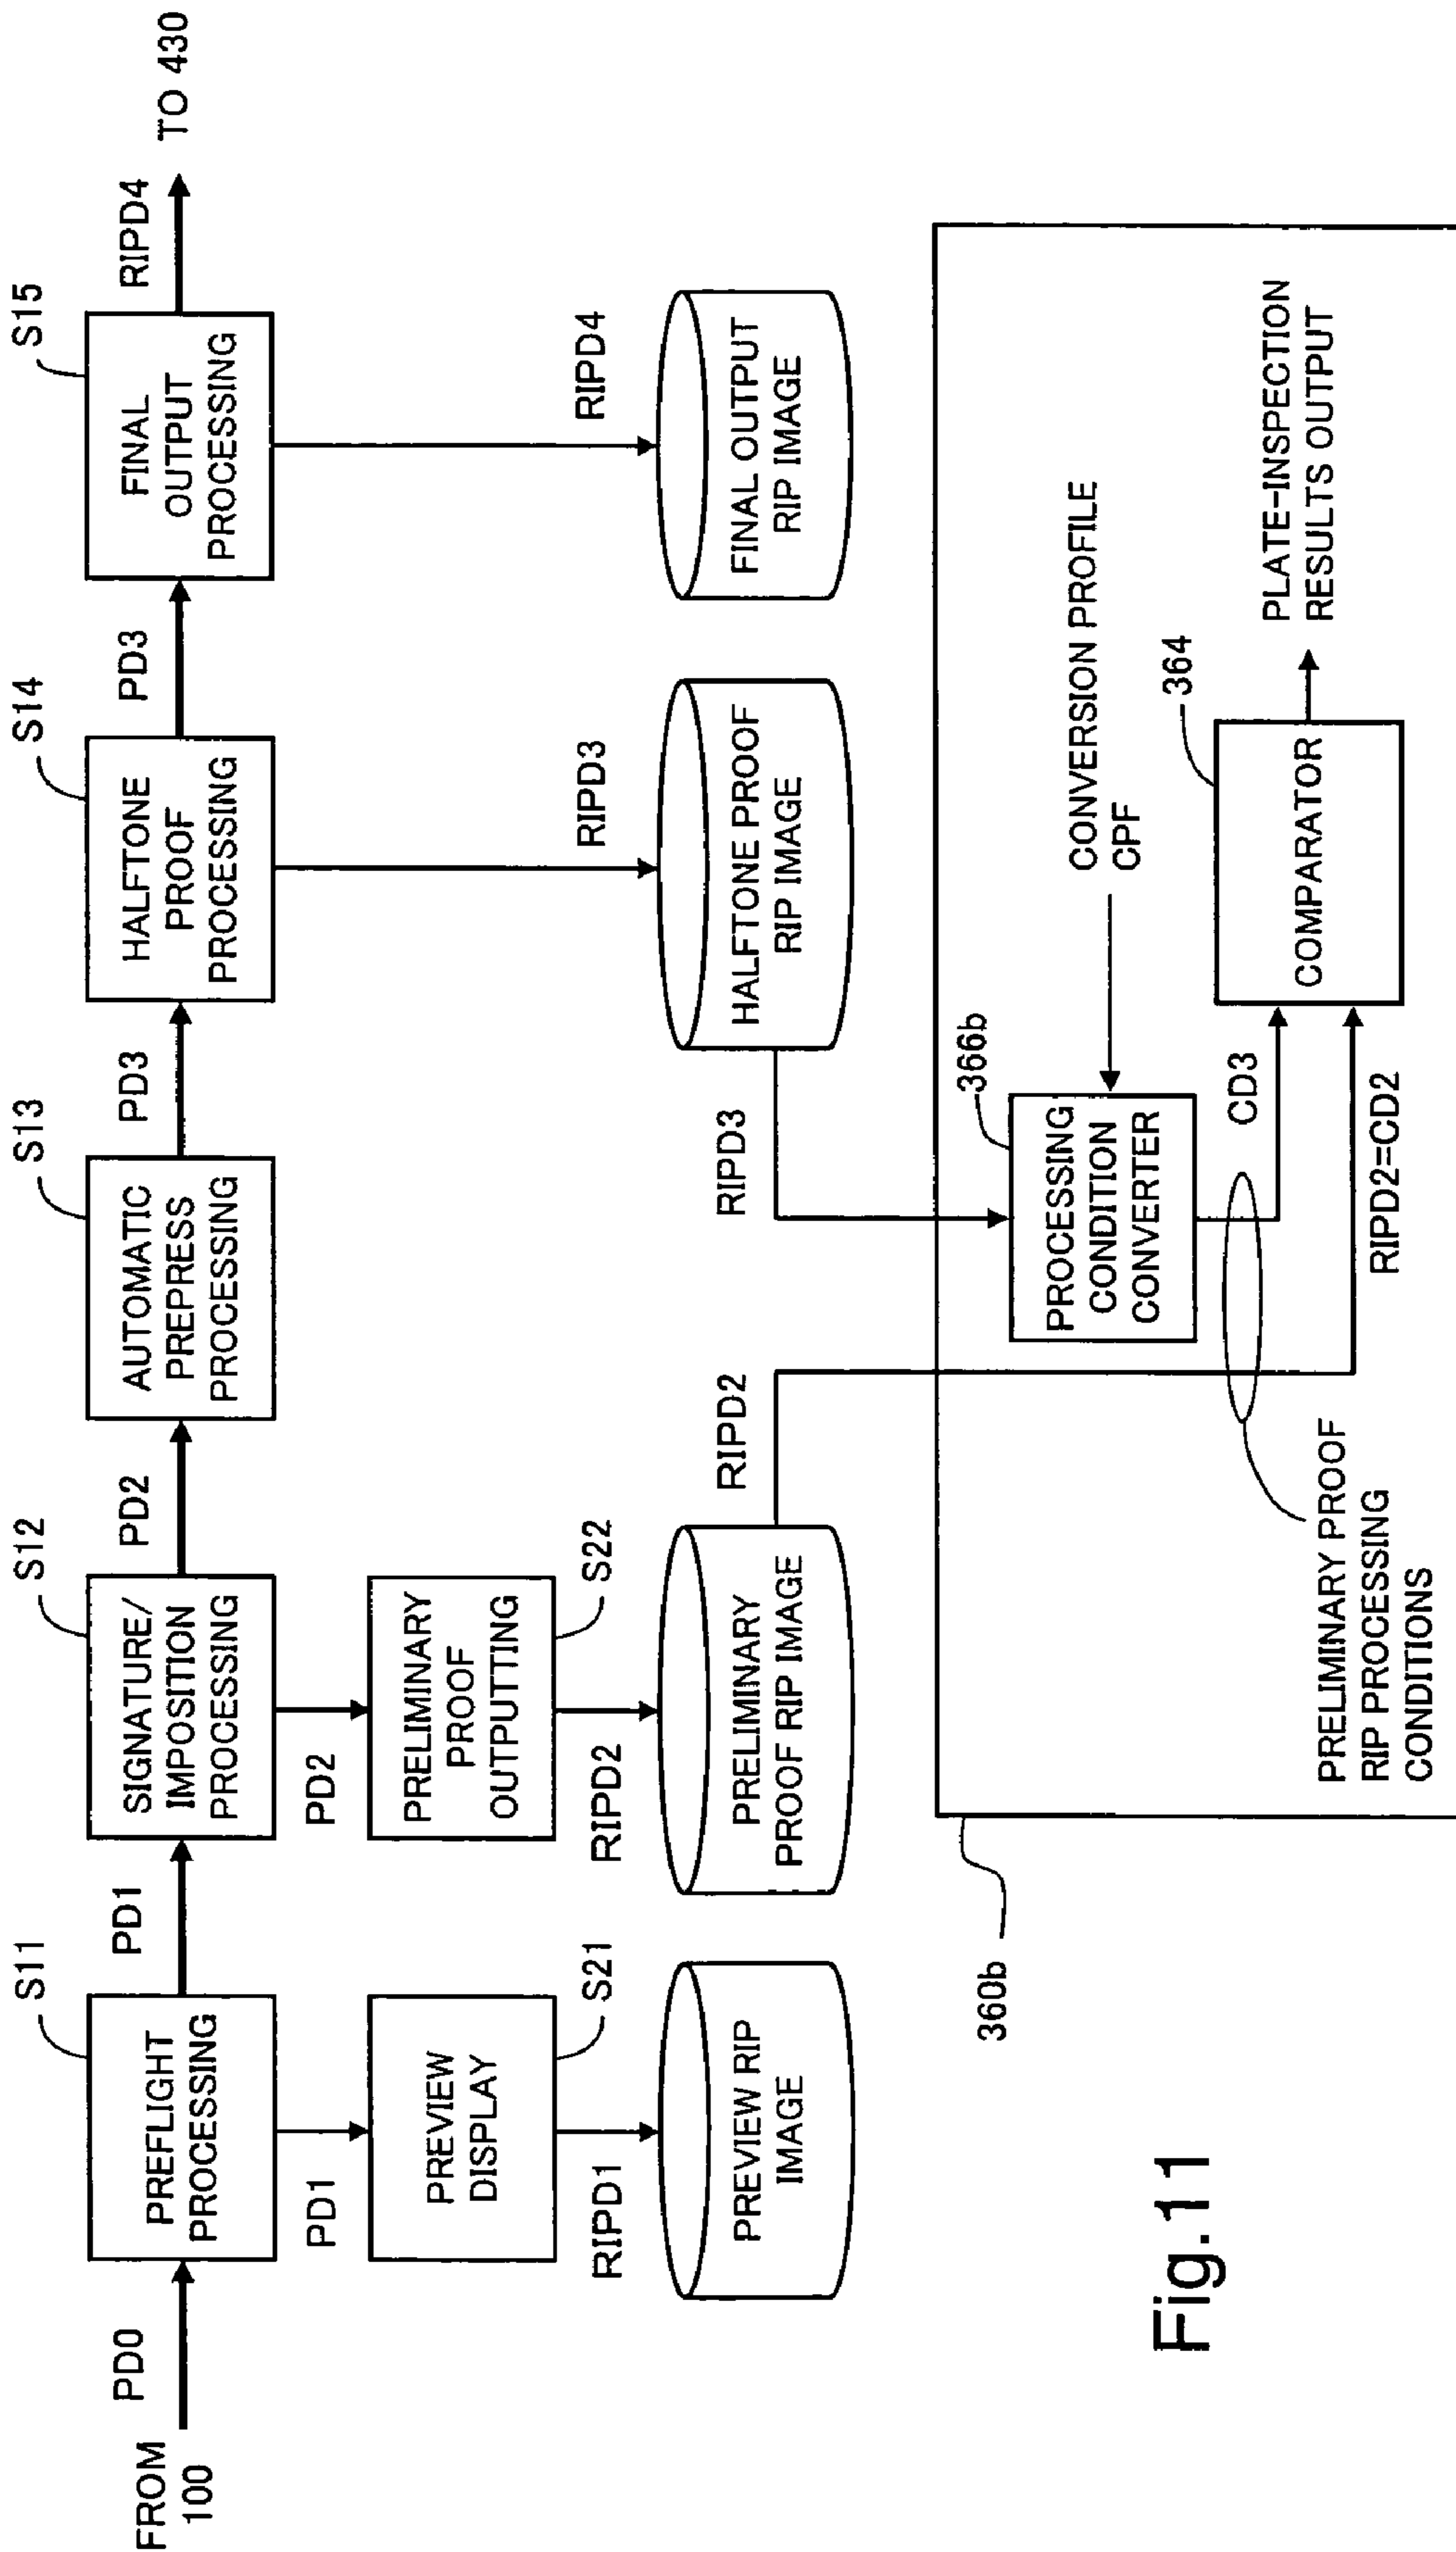 FROM
100
PD0
S11
PREFLIGHT
PROCESSING
PD1
S12
SIGNATURE/
IMPOSITION
PROCESSING
PD2
S13
AUTOMATIC
PREPRESS
PROCESSING
PD3
S14
HALFTONE
PROOF
PROCESSING
PD3
S15
FINAL
OUTPUT
PROCESSING
RIPD4
TO 430
PD1
PREVIEW
DISPLAY
S21
RIPD1
PREVIEW RIP
IMAGE
PD2
PRELIMINARY
PROOF
OUTPUTTING
S22
RIPD2
PRELIMINARY
PROOF RIP IMAGE
RIPD2
RIPD3
HALFTONE PROOF
RIP IMAGE
RIPD3
RIPD4
FINAL OUTPUT
RIP IMAGE
360b
366b
PROCESSING
CONDITION
CONVERTER
CONVERSION PROFILE
CPF
CD3
364
COMPARATOR
PLATE-INSPECTION
RESULTS OUTPUT
RIPD2=CD2
PRELIMINARY PROOF
RIP PROCESSING
CONDITIONS
Fig.11